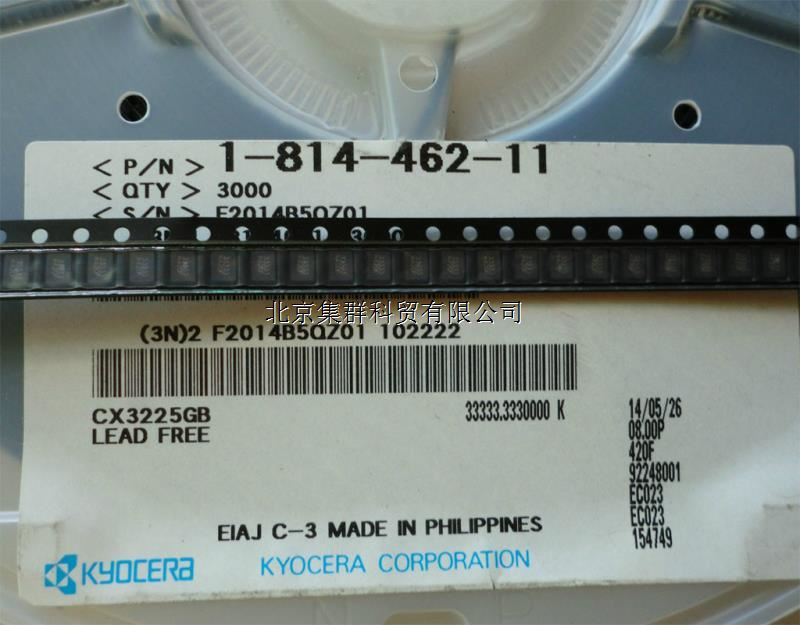 < P/N > 1-814-462-11
< QTY > 3000
< S/N > F2014B5QZ01
北京集群科贸有限公司
(3N)2 F2014B5QZ01 102222
CX3225GB 33333.3330000 K
LEAD FREE
14/05/26
08.00P
420F
92248001
EC023
EC023
154749
EIAJ C-3 MADE IN PHILIPPINES
KYOCERA KYOCERA CORPORATION